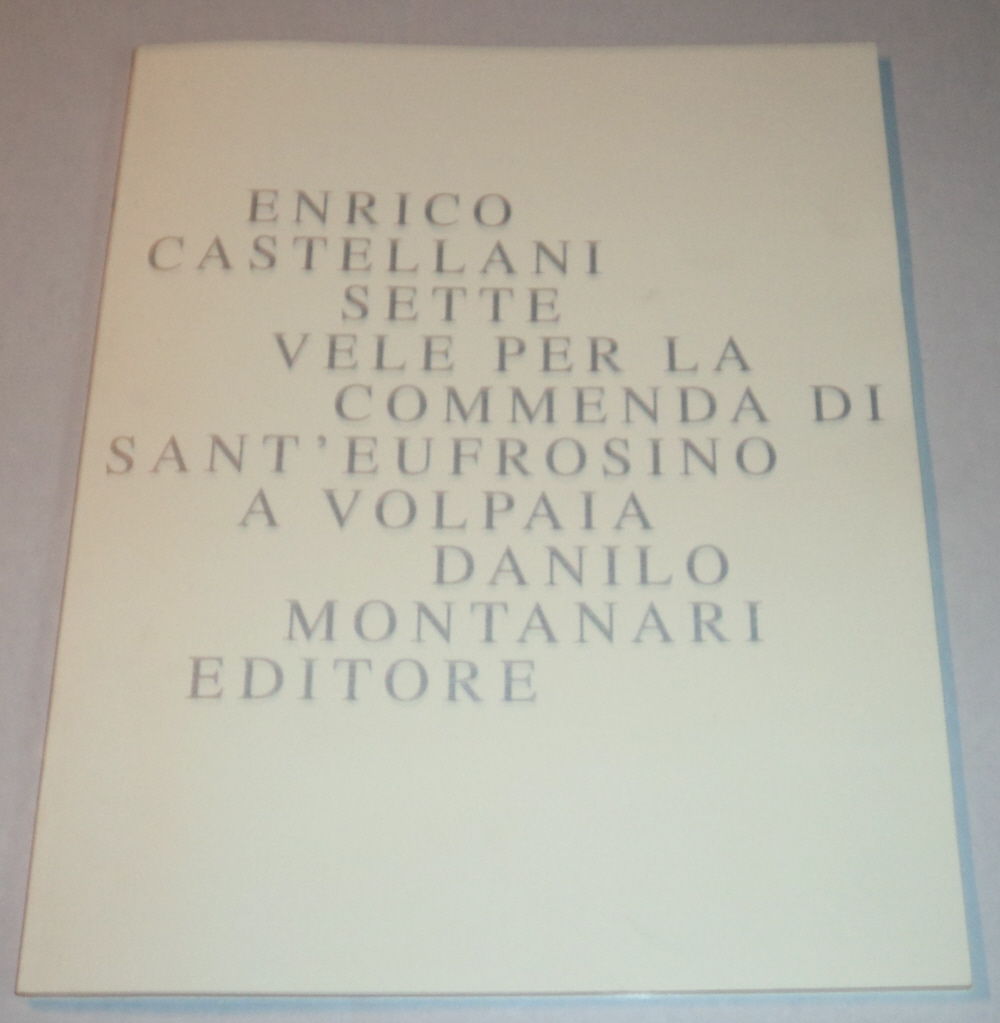 ENRICO
CASTELLANI
SETTE
VELE PER LA
COMMENDA DI
SANT'EUFROSINO
A VOLPAIA
DANILO
MONTANARI
EDITORE